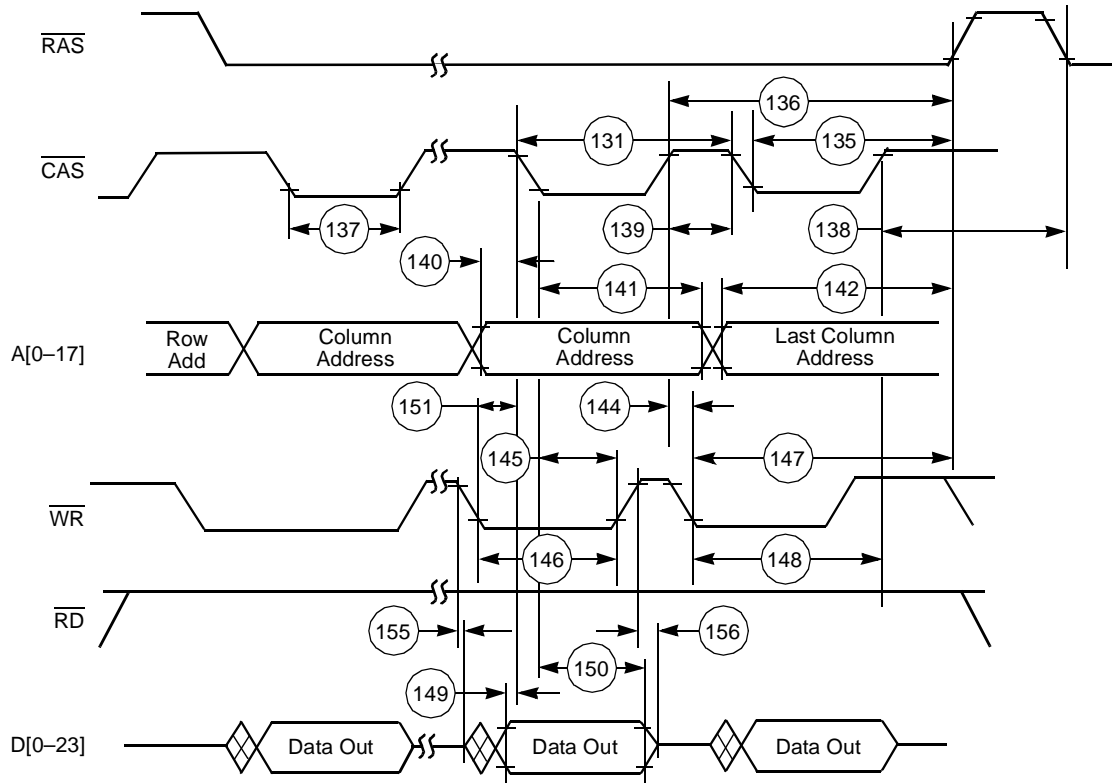 RAS
136
131
135
CAS
137
139
138
140
141
142
A[0–17]
Row
Add
Column
Address
Column
Address
Last Column
Address
151
144
145
147
WR
146
148
RD
155
156
150
149
D[0–23]
Data Out
Data Out
Data Out